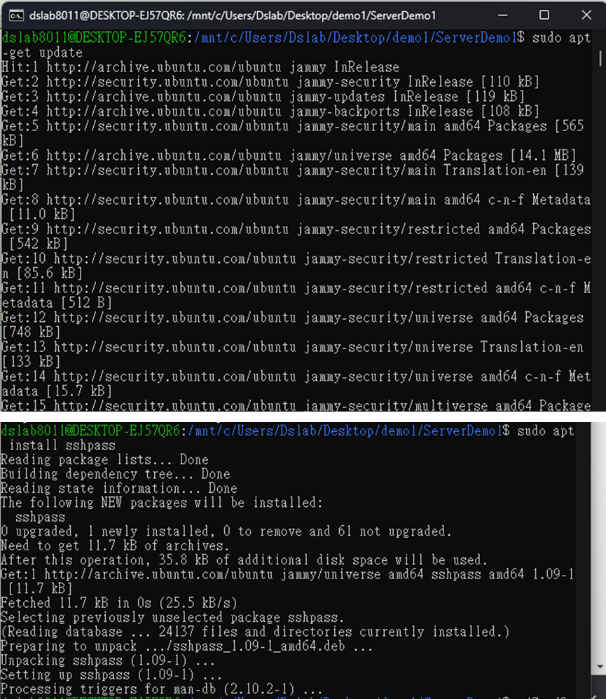 dslab8011@DESKTOP-EJ57QR6: /mnt/c/Users/Dslab/Desktop/demo1/ServerDemo1
dslab8011@DESKTOP-EJ57QR6:/mnt/c/Users/Dslab/Desktop/demo1/ServerDemo1$ sudo apt
-get update
Hit:1 http://archive.ubuntu.com/ubuntu jammy InRelease
Get:2 http://security.ubuntu.com/ubuntu jammy-security InRelease [110 kB]
Get:3 http://archive.ubuntu.com/ubuntu jammy-updates InRelease [119 kB]
Get:4 http://archive.ubuntu.com/ubuntu jammy-backports InRelease [108 kB]
Get:5 http://security.ubuntu.com/ubuntu jammy-security/main amd64 Packages [565
kB]
Get:6 http://archive.ubuntu.com/ubuntu jammy/universe amd64 Packages [14.1 MB]
Get:7 http://security.ubuntu.com/ubuntu jammy-security/main Translation-en [139
kB]
Get:8 http://security.ubuntu.com/ubuntu jammy-security/main amd64 c-n-f Metadata
[11.0 kB]
Get:9 http://security.ubuntu.com/ubuntu jammy-security/restricted amd64 Packages
[542 kB]
Get:10 http://security.ubuntu.com/ubuntu jammy-security/restricted Translation-e
n [85.6 kB]
Get:11 http://security.ubuntu.com/ubuntu jammy-security/restricted amd64 c-n-f M
etadata [512 B]
Get:12 http://security.ubuntu.com/ubuntu jammy-security/universe amd64 Packages
[748 kB]
Get:13 http://security.ubuntu.com/ubuntu jammy-security/universe Translation-en
[133 kB]
Get:14 http://security.ubuntu.com/ubuntu jammy-security/universe amd64 c-n-f Met
adata [15.7 kB]
Get:15 http://security.ubuntu.com/ubuntu jammy-security/multiverse amd64 Package
dslab8011@DESKTOP-EJ57QR6:/mnt/c/Users/Dslab/Desktop/demo1/ServerDemo1$ sudo apt
install sshpass
Reading package lists... Done
Building dependency tree... Done
Reading state information... Done
The following NEW packages will be installed:
sshpass
0 upgraded, 1 newly installed, 0 to remove and 61 not upgraded.
Need to get 11.7 kB of archives.
After this operation, 35.8 kB of additional disk space will be used.
Get:1 http://archive.ubuntu.com/ubuntu jammy/universe amd64 sshpass amd64 1.09-1
[11.7 kB]
Fetched 11.7 kB in 0s (25.5 kB/s)
Selecting previously unselected package sshpass.
(Reading database ... 24137 files and directories currently installed.)
Preparing to unpack .../sshpass_1.09-1_amd64.deb ...
Unpacking sshpass (1.09-1) ...
Setting up sshpass (1.09-1) ...
Processing triggers for man-db (2.10.2-1) ...